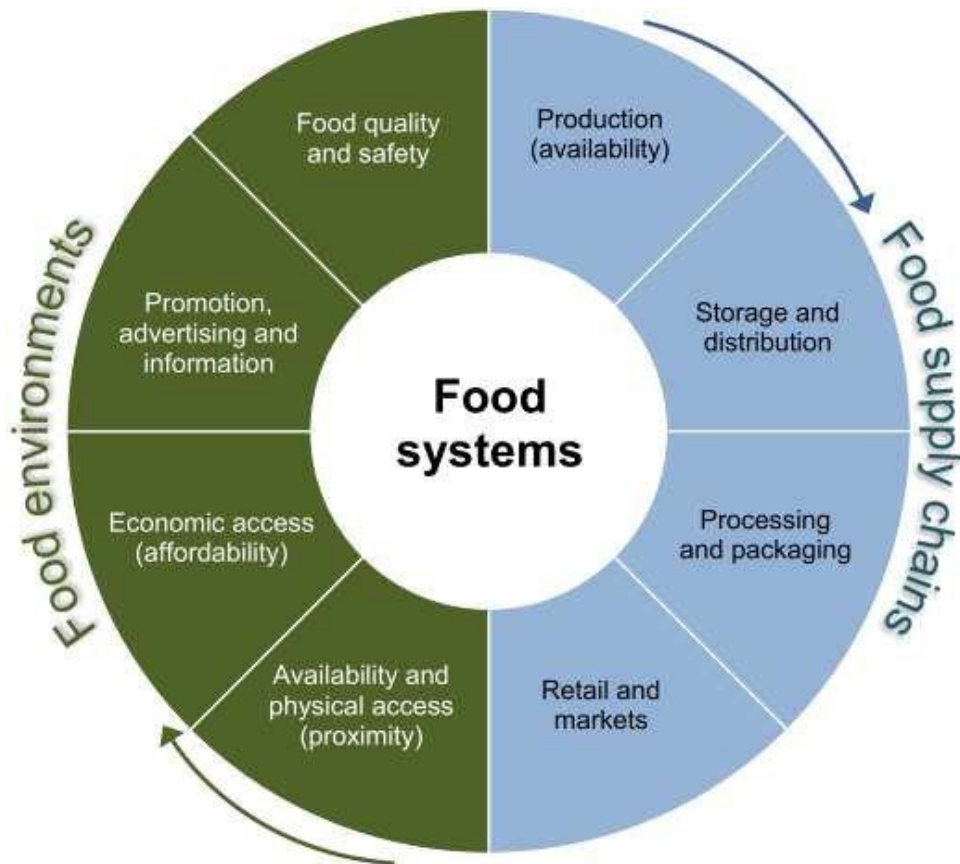 Food quality
and safety
Production
(availability)
Promotion,
advertising and
information
Storage and
distribution
Food
systems
Economic access
(affordability)
Processing
and packaging
Availability and
physical access
(proximity)
Retail and
markets
Food environments
Food supply chains